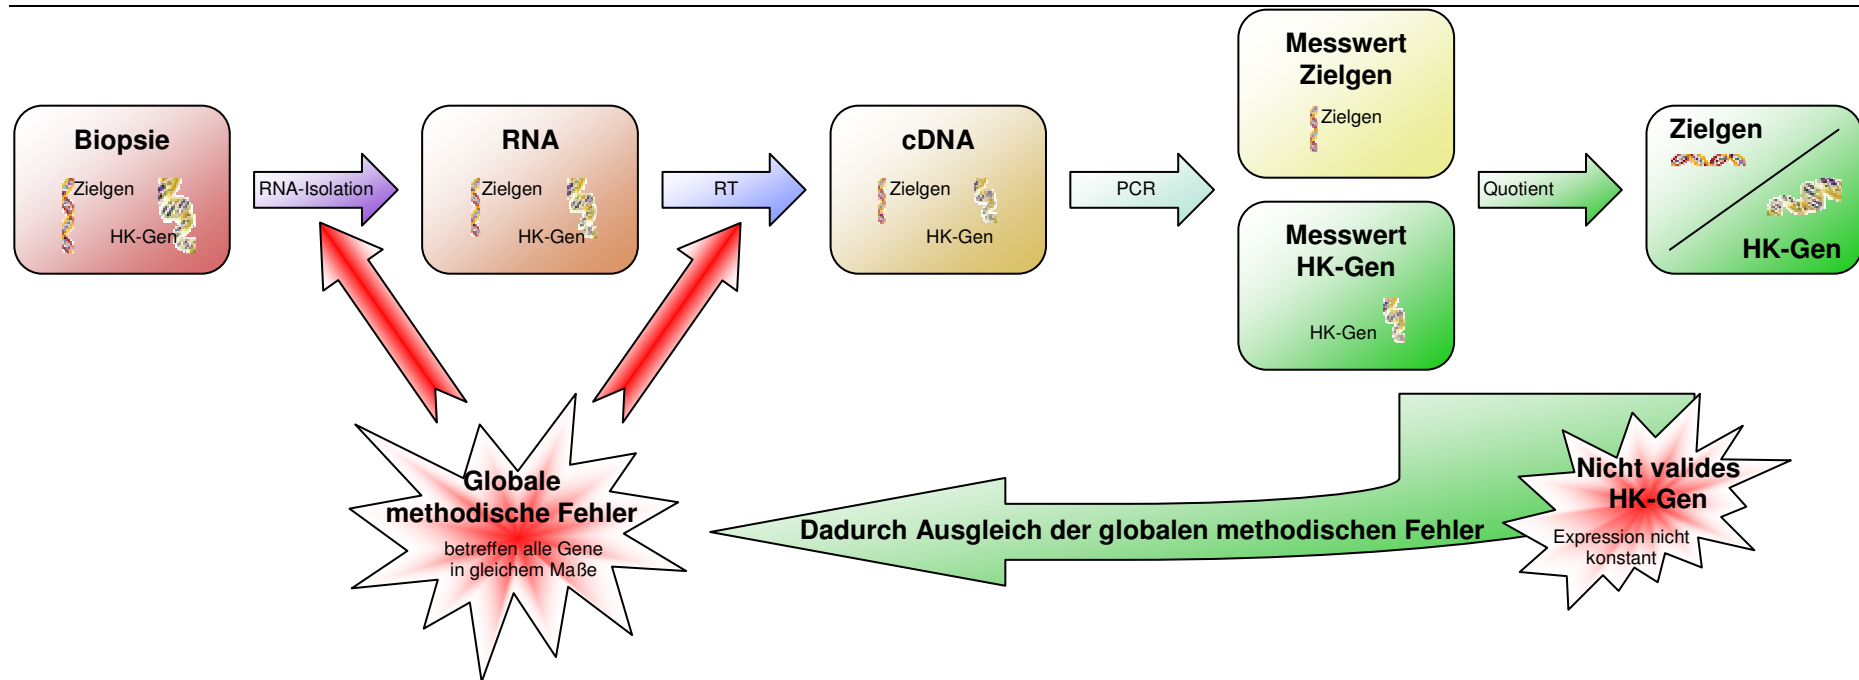 Biopsie
Zielgen
HK-Gen
RNA-Isolation
RNA
Zielgen
HK-Gen
RT
cDNA
Zielgen
HK-Gen
PCR
Messwert
Zielgen
Zielgen
Messwert
HK-Gen
HK-Gen
Quotient
Zielgen
HK-Gen
Globale
methodische Fehler
betreffen alle Gene
in gleichem Maße
Dadurch Ausgleich der globalen methodischen Fehler
Nicht valides
HK-Gen
Expression nicht
konstant